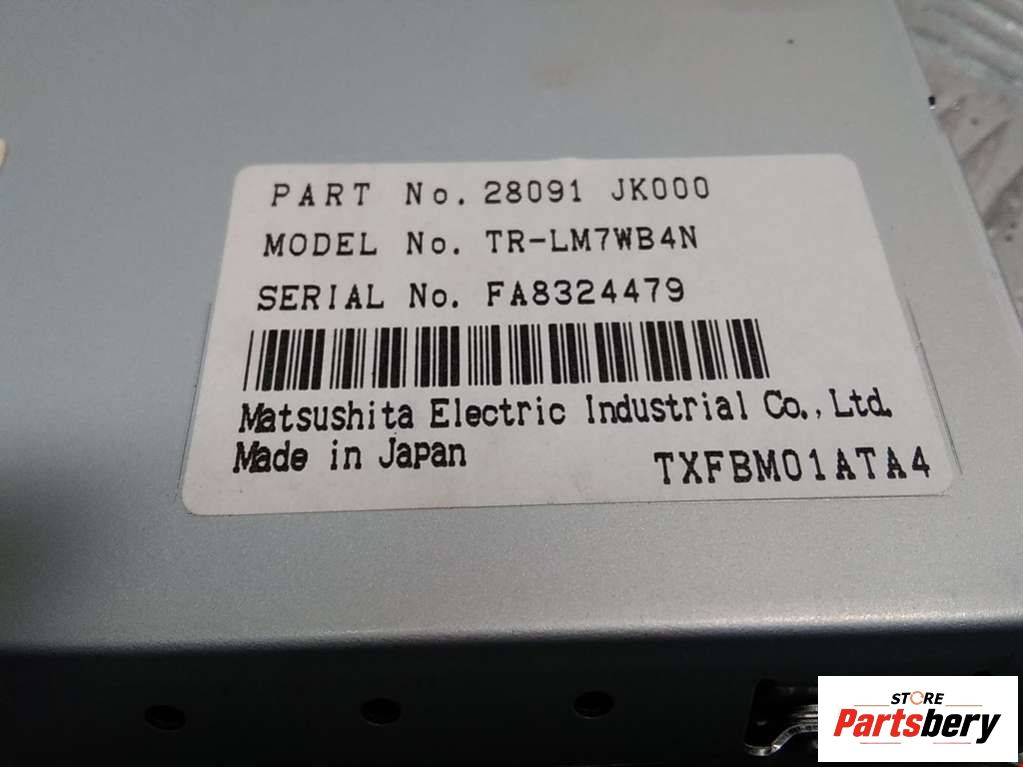 PART No. 28091 JK000
MODEL No. TR-LM7WB4N
SERIAL No. FA8324479
Matsushita Electric Industrial Co., Ltd.
Made in Japan
TXFBM01ATA4
STORE
Partsbery